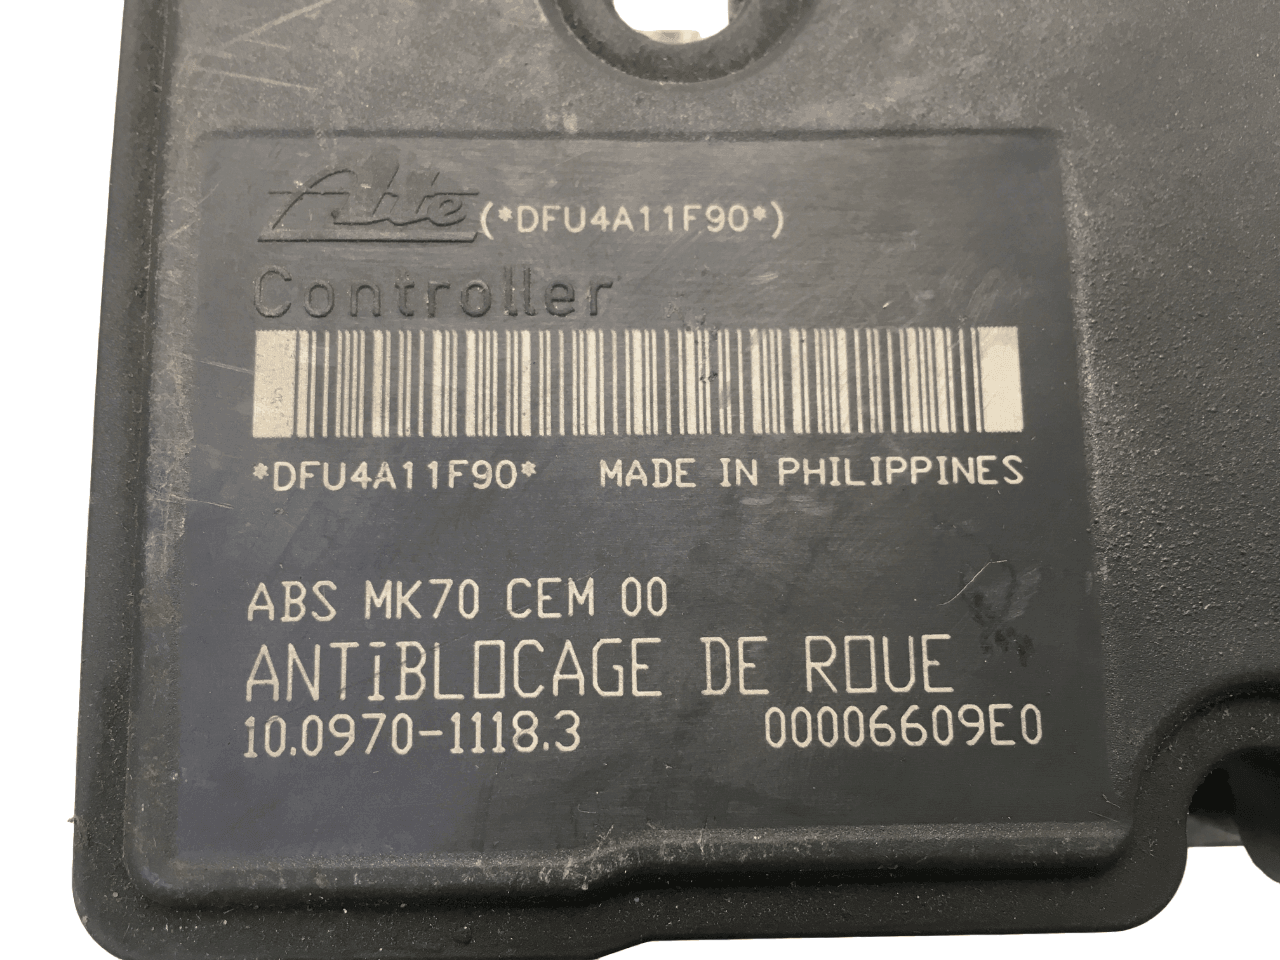 Ate (*DFU4A11F90*)
Controller
*DFU4A11F90* MADE IN PHILIPPINES
ABS MK70 CEM 00
ANTIBLOCAGE DE ROUE
10.0970-1118.3 00006609E0